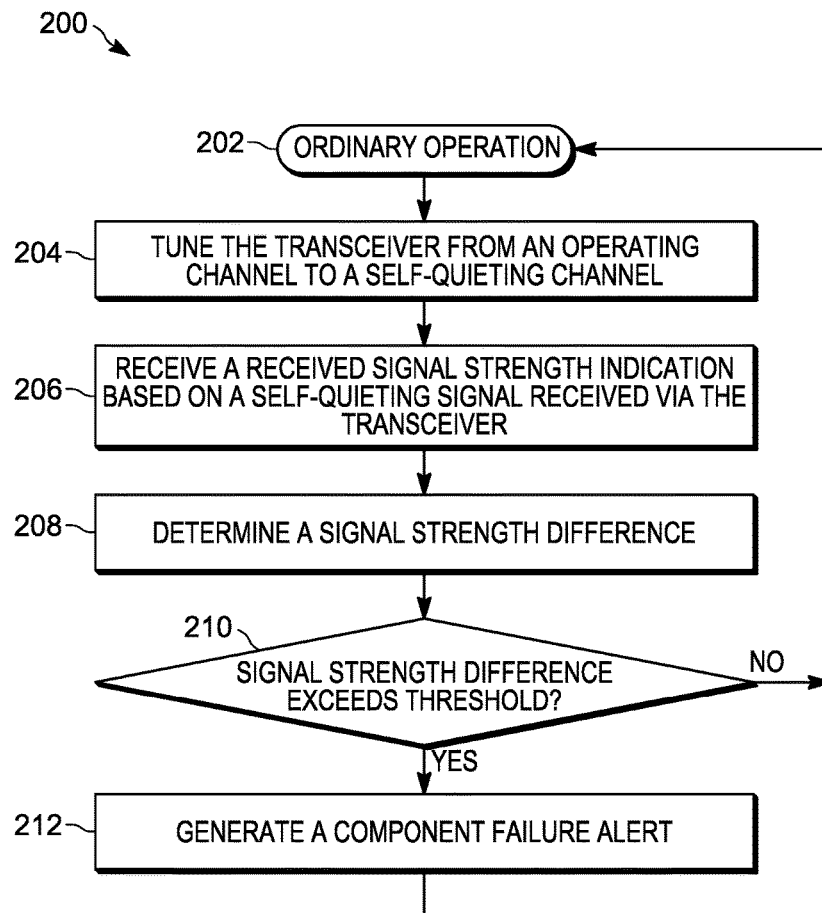 200
202
ORDINARY OPERATION
204
TUNE THE TRANSCEIVER FROM AN OPERATING
CHANNEL TO A SELF-QUIETING CHANNEL
206
RECEIVE A RECEIVED SIGNAL STRENGTH INDICATION
BASED ON A SELF-QUIETING SIGNAL RECEIVED VIA THE
TRANSCEIVER
208
DETERMINE A SIGNAL STRENGTH DIFFERENCE
210
SIGNAL STRENGTH DIFFERENCE
EXCEEDS THRESHOLD?
NO
YES
212
GENERATE A COMPONENT FAILURE ALERT